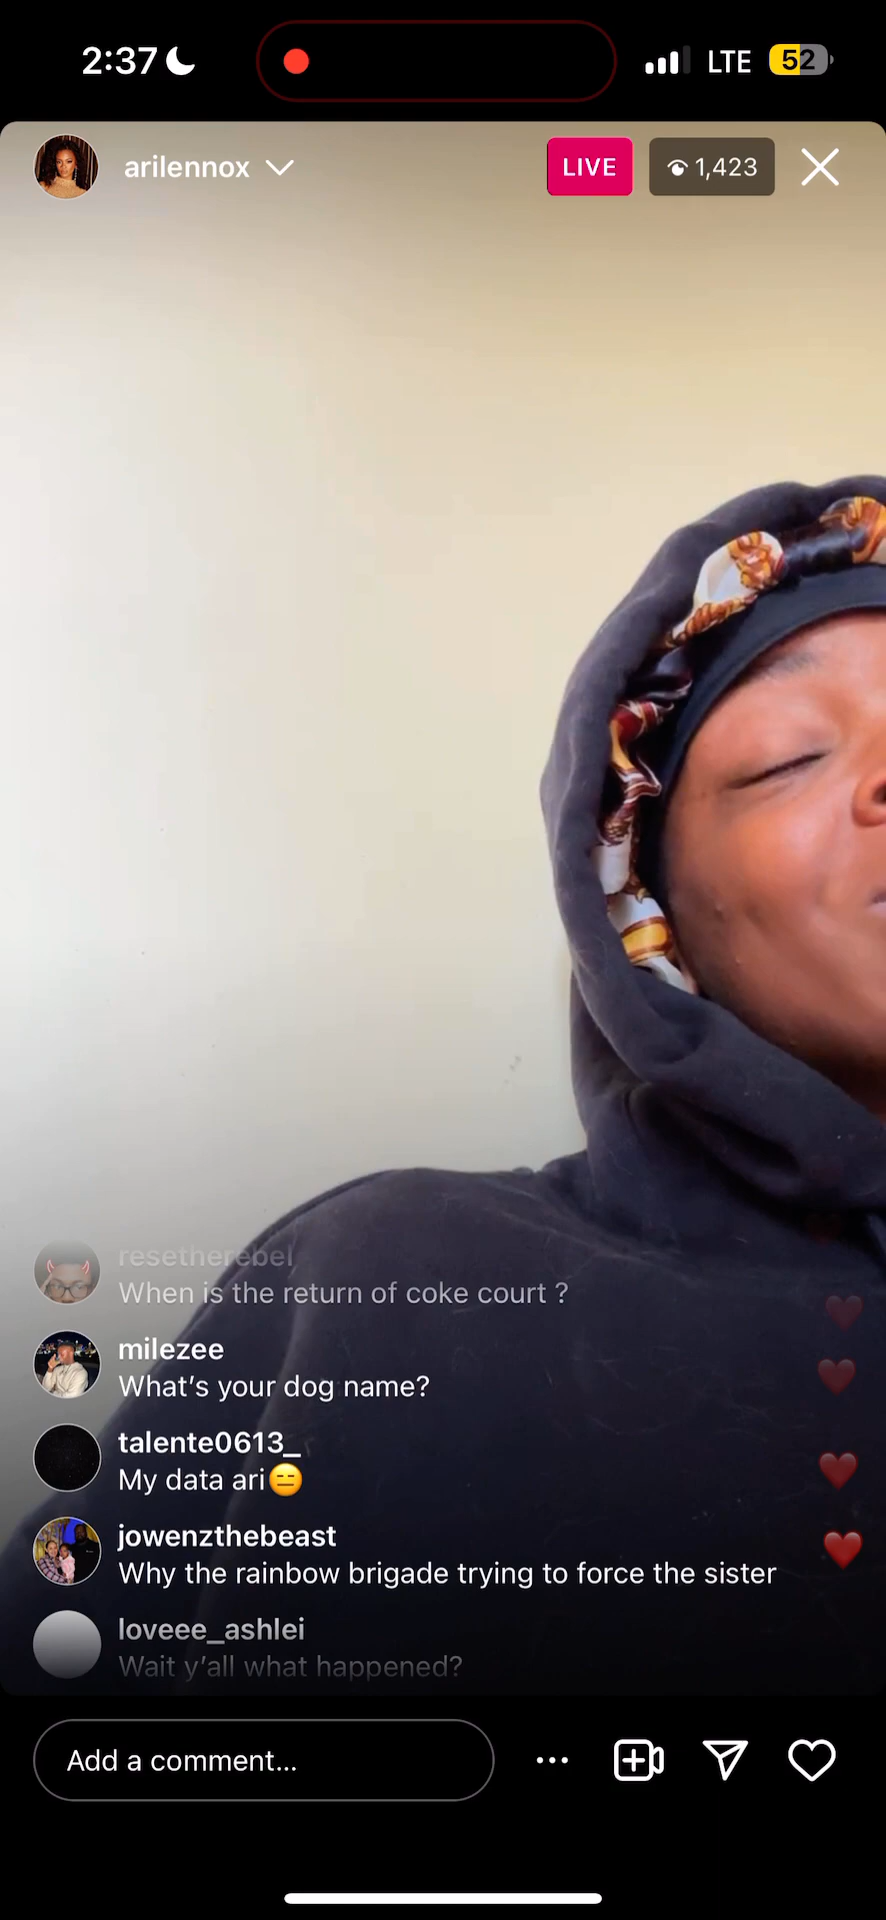 2:37 LTE 52
arilennox LIVE 1,423
resetherebel
When is the return of coke court ?
milezee
What's your dog name?
talente0613_
My data ari😑
jowenzthebeast
Why the rainbow brigade trying to force the sister
loveee_ashlei
Wait y'all what happened?
Add a comment...